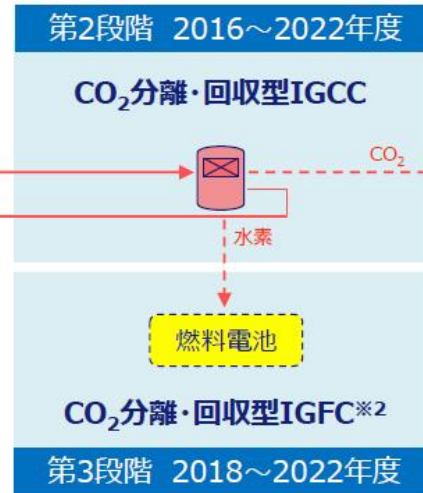 第2段階 2016～2022年度
CO₂分離・回収型IGCC
CO₂
水素
燃料電池
CO₂分離・回収型IGFC※2
第3段階 2018～2022年度